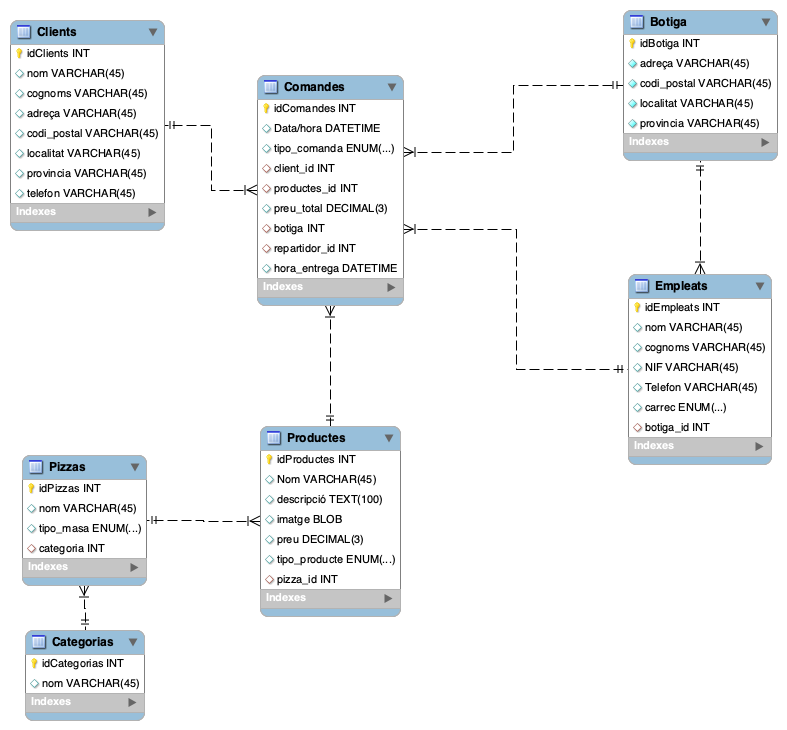 Clients
idClients INT
nom VARCHAR(45)
cognoms VARCHAR(45)
adreça VARCHAR(45)
codi_postal VARCHAR(45)
localitat VARCHAR(45)
provincia VARCHAR(45)
telefon VARCHAR(45)
Indexes
Comandes
idComandes INT
Data/hora DATETIME
tipo_comanda ENUM(...)
client_id INT
productes_id INT
preu_total DECIMAL(3)
botiga INT
repartidor_id INT
hora_entrega DATETIME
Indexes
Botiga
idBotiga INT
adreça VARCHAR(45)
codi_postal VARCHAR(45)
localitat VARCHAR(45)
provincia VARCHAR(45)
Indexes
Empleats
idEmpleats INT
nom VARCHAR(45)
cognoms VARCHAR(45)
NIF VARCHAR(45)
Telefon VARCHAR(45)
carrec ENUM(...)
botiga_id INT
Indexes
Productes
idProductes INT
Nom VARCHAR(45)
descripció TEXT(100)
imatge BLOB
preu DECIMAL(3)
tipo_producte ENUM(...)
pizza_id INT
Indexes
Pizzas
idPizzas INT
nom VARCHAR(45)
tipo_masa ENUM(...)
categoria INT
Indexes
Categorias
idCategorias INT
nom VARCHAR(45)
Indexes